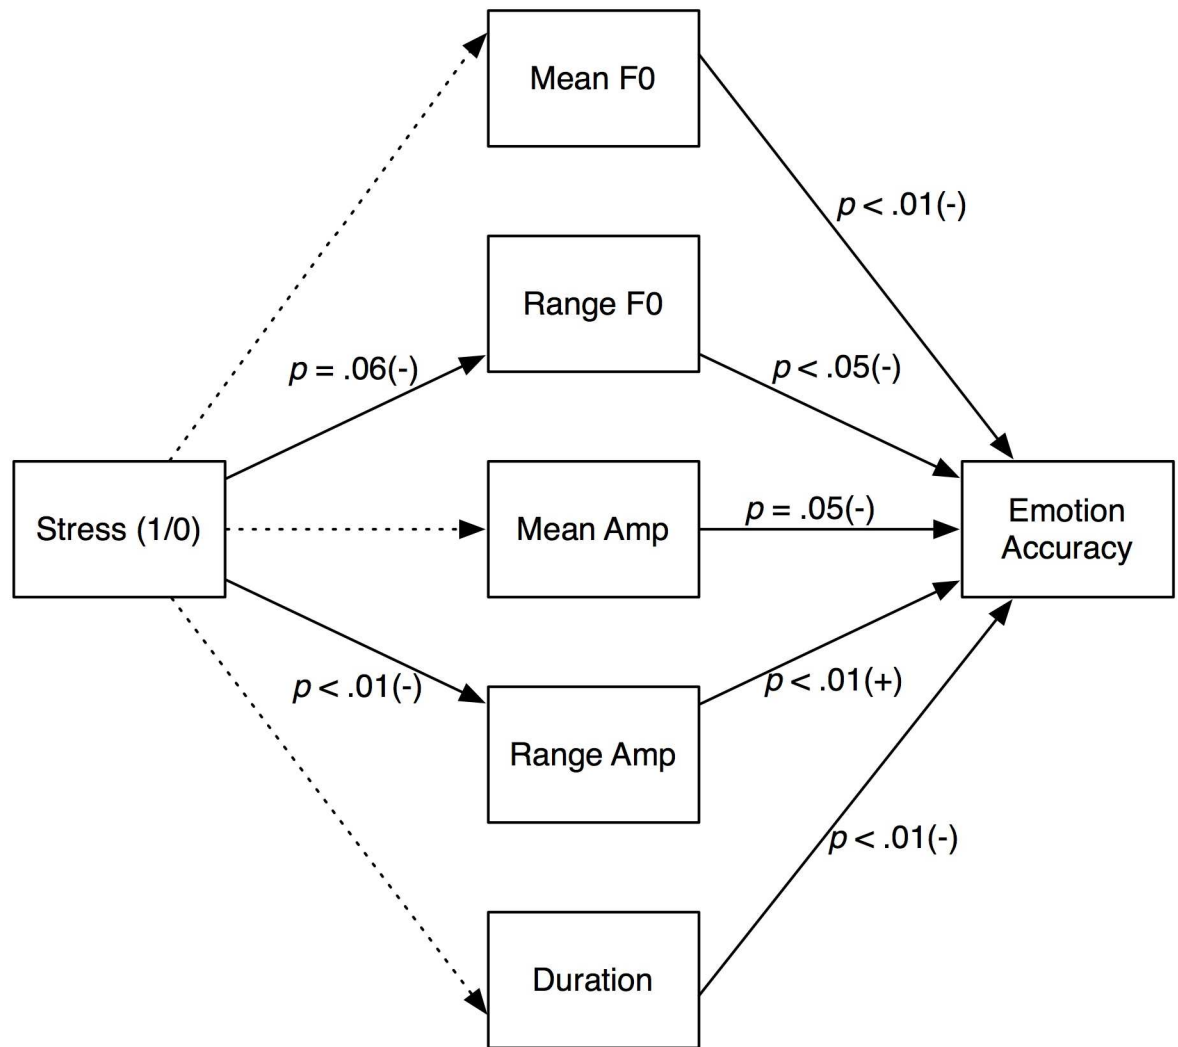 Mean F0
p < .01(-)
Range F0
p = .06(-)
p < .05(-)
Stress (1/0)
Mean Amp
p = .05(-)
Emotion
Accuracy
p < .01(-)
Range Amp
p < .01(+)
p < .01(-)
Duration